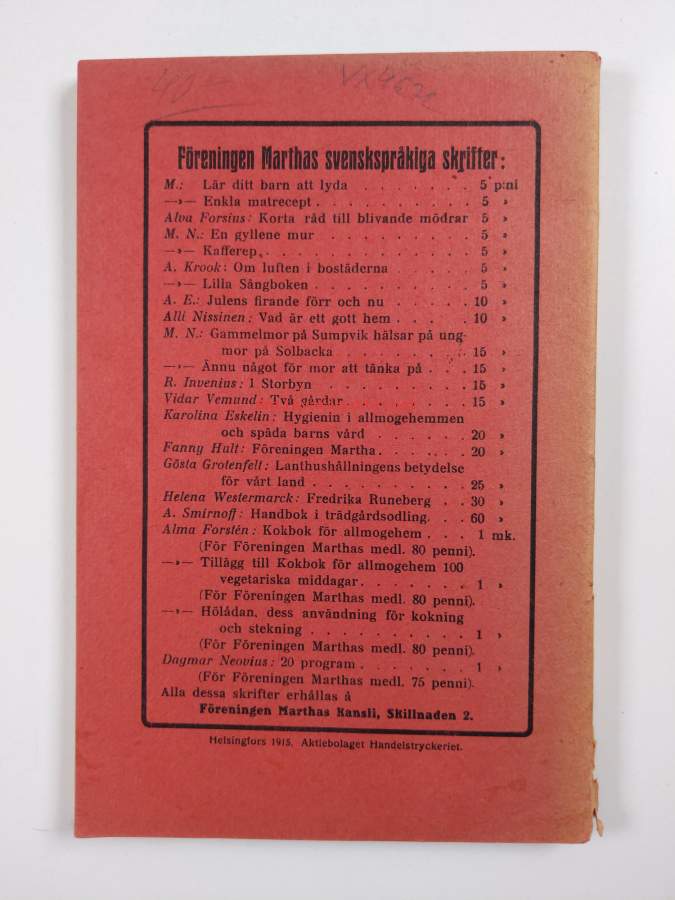 40 —
Föreningen Marthas svenskspråkiga skrifter:
M.: Lär ditt barn att lyda . . . . . . . 5 p:ni
—»— Enkla matrecept . . . . . . . . . 5 »
Alva Forsius: Korta råd till blivande mödrar 5 »
M. N.: En gyllene mur . . . . . . . . . 5 »
—»— Kafferep . . . . . . . . . . . . 5 »
A. Krook: Om luften i bostäderna . . . . . 5 »
—»— Lilla Sångboken . . . . . . . . . 5 »
A. E.: Julens firande förr och nu . . . . . 10 »
Alli Nissinen: Vad är ett gott hem . . . . . 10 »
M. N.: Gammelmor på Sumpvik hälsar på ung-
mor på Solbacka . . . . . . . . 15 »
—»— Ännu något för mor att tänka på . . . 15 »
R. Invenius: I Storbyn . . . . . . . . . 15 »
Vidar Vemund: Två gårdar . . . . . . . . 15 »
Karolina Eskelin: Hygienin i allmogehemmen
och späda barns vård . . . . . . 20 »
Fanny Hult: Föreningen Martha . . . . . . 20 »
Gösta Grotenfelt: Lanthushållningens betydelse
för vårt land . . . . . . . . . . 25 »
Helena Westermarck: Fredrika Runeberg . . 30 »
A. Smirnoff: Handbok i trädgårdsodling. . . 60 »
Alma Forstén: Kokbok för allmogehem . . . 1 mk.
(För Föreningen Marthas medl. 80 penni).
—»— Tillägg till Kokbok för allmogehem 100
vegetariska middagar . . . . . . . 1 »
(För Föreningen Marthas medl. 80 penni).
—»— Hölådan, dess användning för kokning
och stekning . . . . . . . . . . 1 »
(För Föreningen Marthas medl. 80 penni).
Dagmar Neovius: 20 program . . . . . . . 1 »
(För Föreningen Marthas medl. 75 penni).
Alla dessa skrifter erhållas å
Föreningen Marthas Kansli, Skillnaden 2.
Helsingfors 1915. Aktiebolaget Handelstryckeriet.